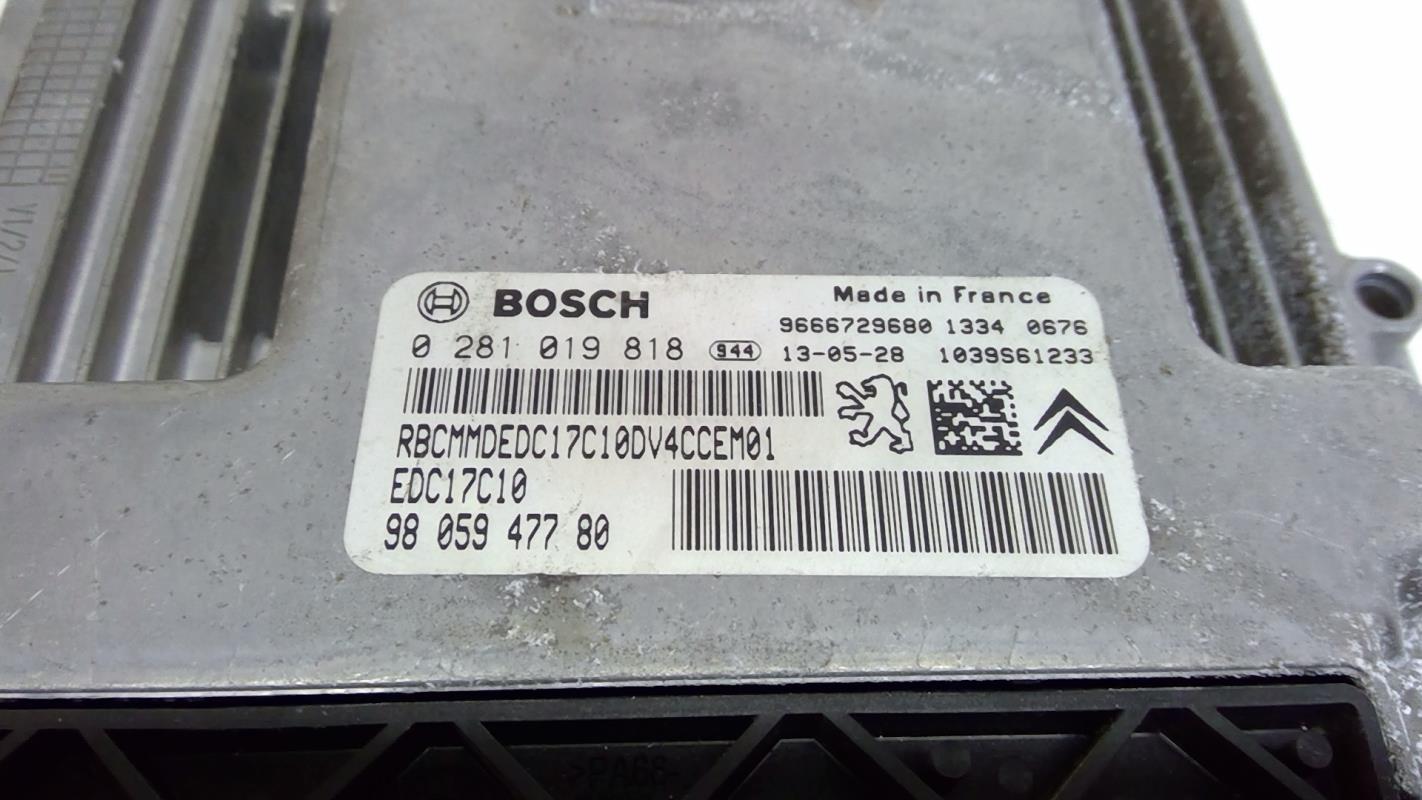 BOSCH
Made in France
9666729680 1334 0676
0 281 019 818 944 13-05-28 1039S61233
RBCMMDEDC17C10DV4CCEM01
EDC17C10
98 059 477 80
>PA66-